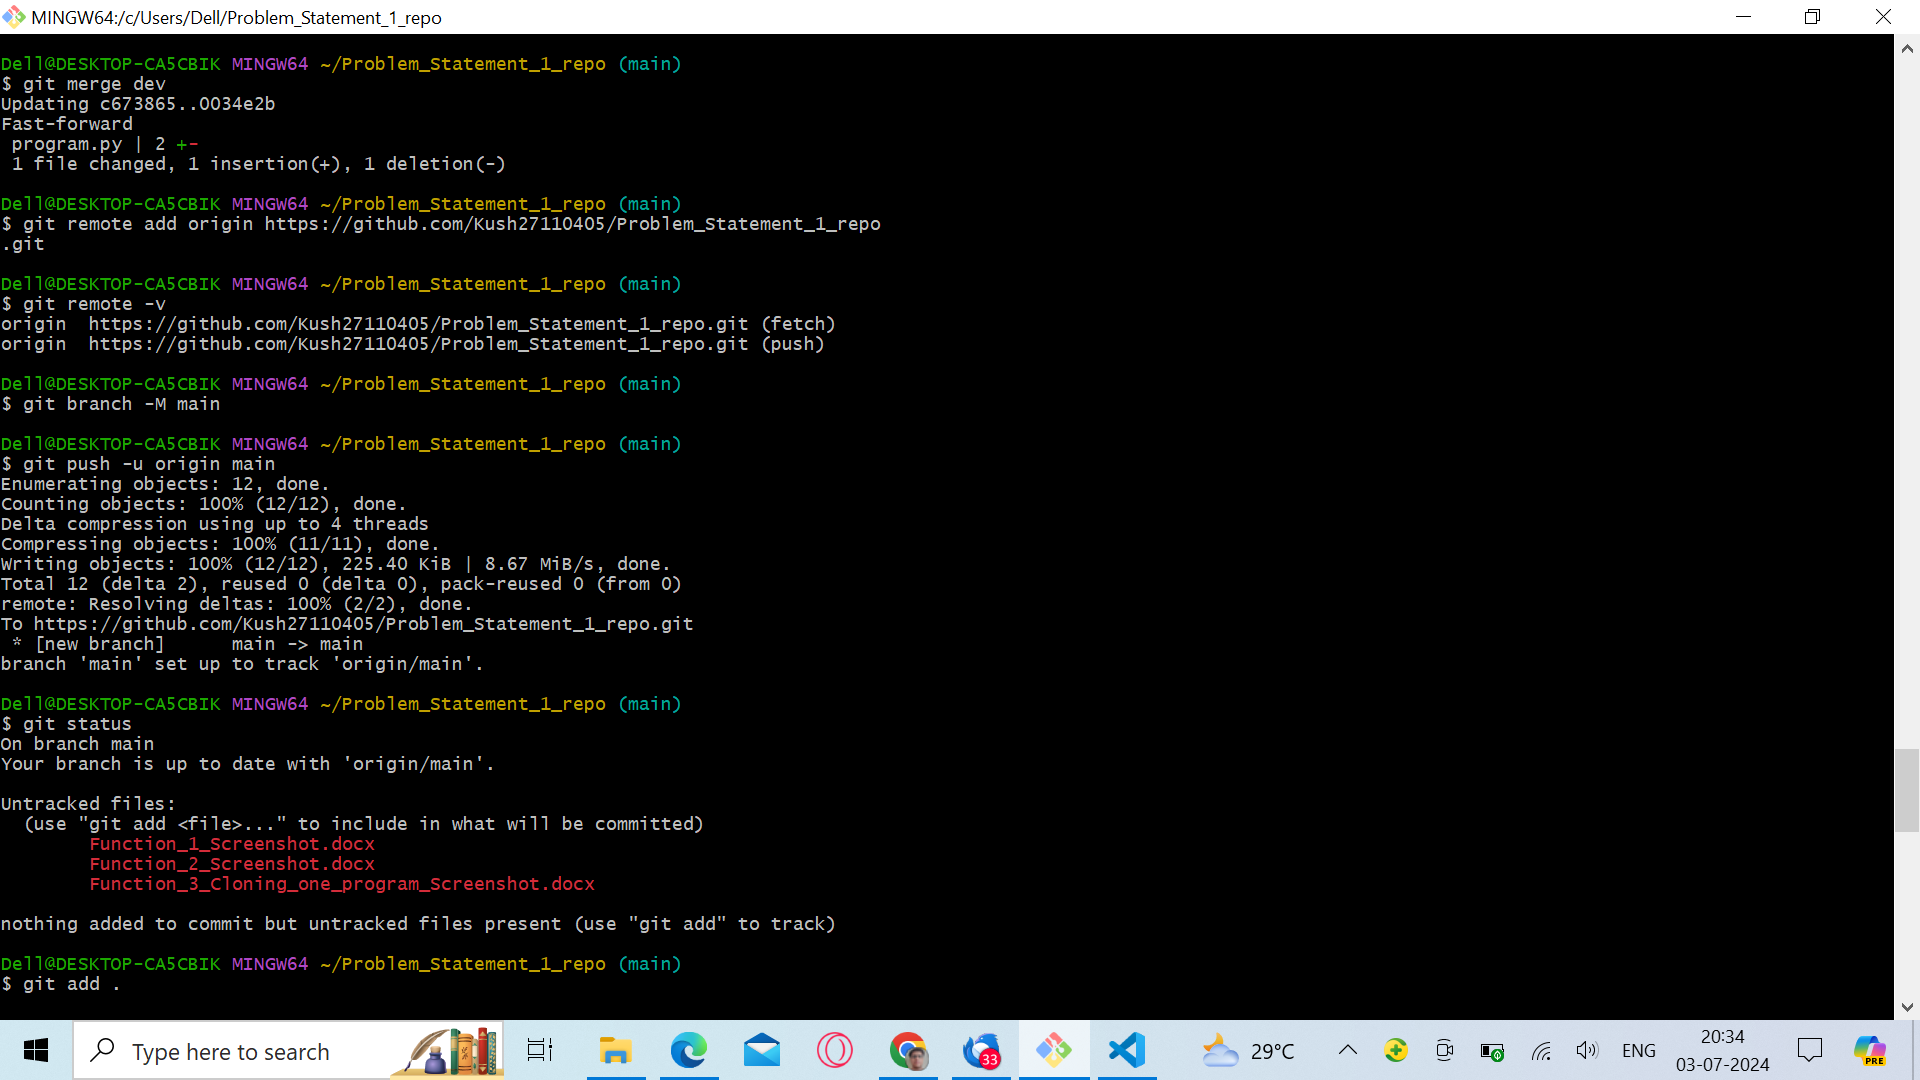 MINGW64:/c/Users/Dell/Problem_Statement_1_repo
Dell@DESKTOP-CA5CBIK MINGW64 ~/Problem_Statement_1_repo (main)
$ git merge dev
Updating c673865..0034e2b
Fast-forward
 program.py | 2 +-
 1 file changed, 1 insertion(+), 1 deletion(-)
Dell@DESKTOP-CA5CBIK MINGW64 ~/Problem_Statement_1_repo (main)
$ git remote add origin https://github.com/Kush27110405/Problem_Statement_1_repo
.git
Dell@DESKTOP-CA5CBIK MINGW64 ~/Problem_Statement_1_repo (main)
$ git remote -v
origin  https://github.com/Kush27110405/Problem_Statement_1_repo.git (fetch)
origin  https://github.com/Kush27110405/Problem_Statement_1_repo.git (push)
Dell@DESKTOP-CA5CBIK MINGW64 ~/Problem_Statement_1_repo (main)
$ git branch -M main
Dell@DESKTOP-CA5CBIK MINGW64 ~/Problem_Statement_1_repo (main)
$ git push -u origin main
Enumerating objects: 12, done.
Counting objects: 100% (12/12), done.
Delta compression using up to 4 threads
Compressing objects: 100% (11/11), done.
Writing objects: 100% (12/12), 225.40 KiB | 8.67 MiB/s, done.
Total 12 (delta 2), reused 0 (delta 0), pack-reused 0 (from 0)
remote: Resolving deltas: 100% (2/2), done.
To https://github.com/Kush27110405/Problem_Statement_1_repo.git
 * [new branch]      main -> main
branch 'main' set up to track 'origin/main'.
Dell@DESKTOP-CA5CBIK MINGW64 ~/Problem_Statement_1_repo (main)
$ git status
On branch main
Your branch is up to date with 'origin/main'.
Untracked files:
  (use "git add <file>..." to include in what will be committed)
        Function_1_Screenshot.docx
        Function_2_Screenshot.docx
        Function_3_Cloning_one_program_Screenshot.docx
nothing added to commit but untracked files present (use "git add" to track)
Dell@DESKTOP-CA5CBIK MINGW64 ~/Problem_Statement_1_repo (main)
$ git add .
Type here to search
33
29°C
ENG
20:34
03-07-2024
PRE